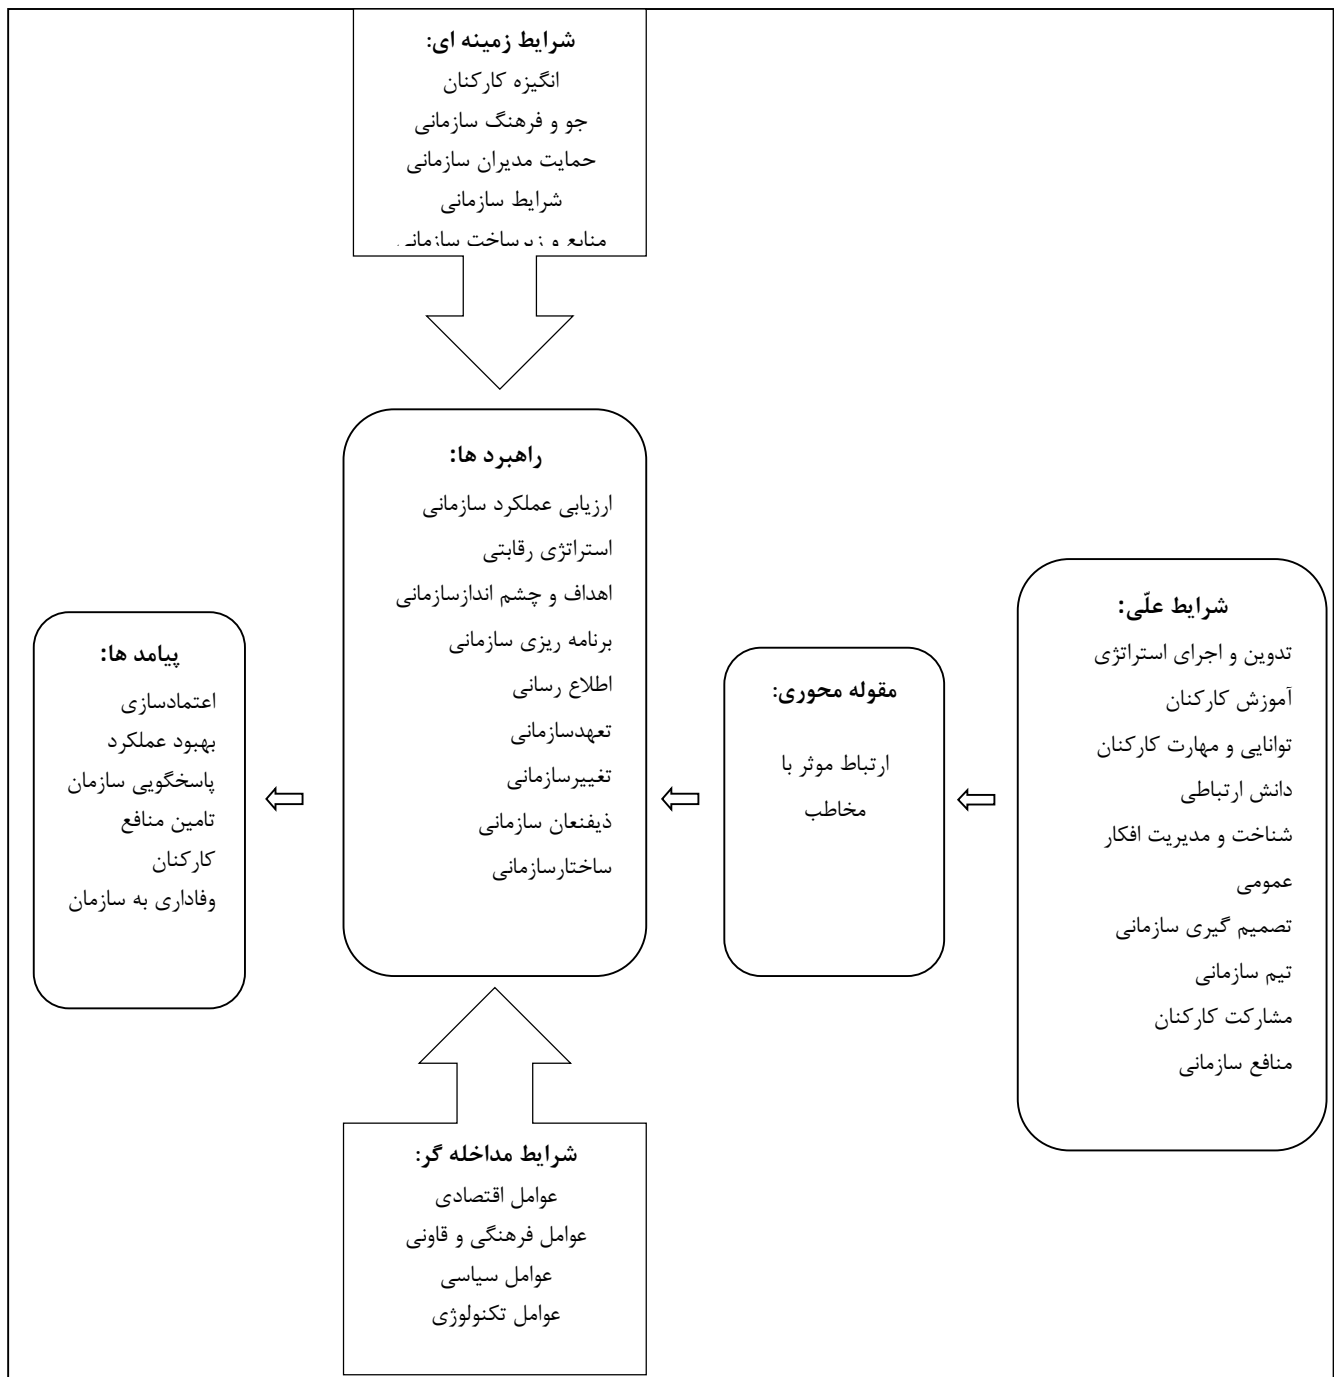 شرایط زمینه ای:
انگیزه کارکنان
جو و فرهنگ سازمانی
حمایت مدیران سازمانی
شرایط سازمانی
منابع و زیرساخت سازمانی
شرایط علّی:
تدوین و اجرای استراتژی
آموزش کارکنان
توانایی و مهارت کارکنان
دانش ارتباطی
شناخت و مدیریت افکار
عمومی
تصمیم گیری سازمانی
تیم سازمانی
مشارکت کارکنان
منافع سازمانی
مقوله محوری:
ارتباط موثر با
مخاطب
راهبرد ها:
ارزیابی عملکرد سازمانی
استراتژی رقابتی
اهداف و چشم اندازسازمانی
برنامه ریزی سازمانی
اطلاع رسانی
تعهدسازمانی
تغییرسازمانی
ذیفنعان سازمانی
ساختارسازمانی
پیامد ها:
اعتمادسازی
بهبود عملکرد
پاسخگویی سازمان
تامین منافع
کارکنان
وفاداری به سازمان
شرایط مداخله گر:
عوامل اقتصادی
عوامل فرهنگی و قاونی
عوامل سیاسی
عوامل تکنولوژی